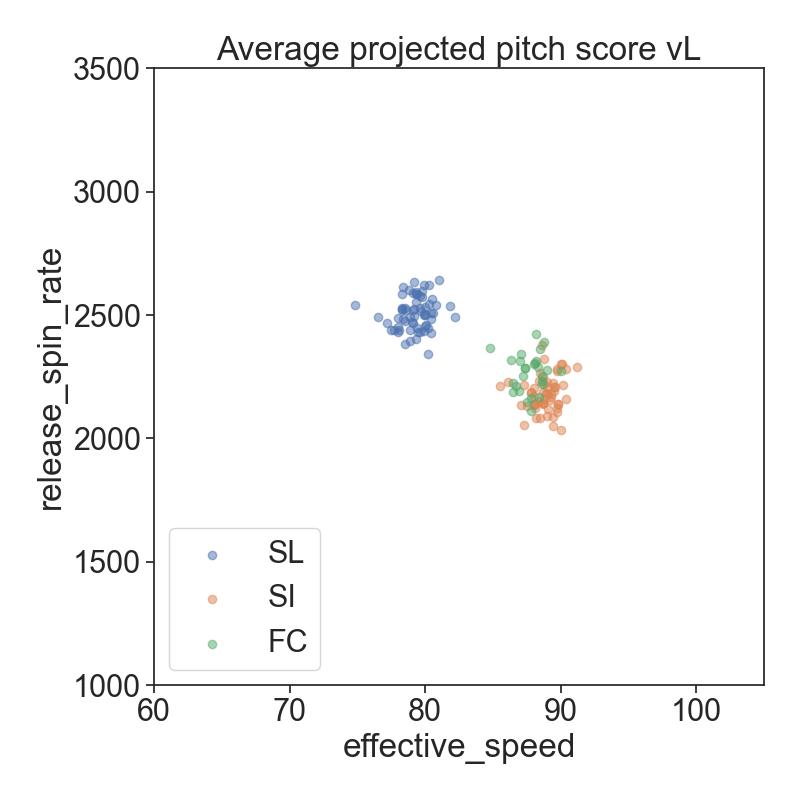 Average projected pitch score vL
3500
3000
2500
2000
1500
1000
release_spin_rate
SL
SI
FC
60 70 80 90 100
effective_speed